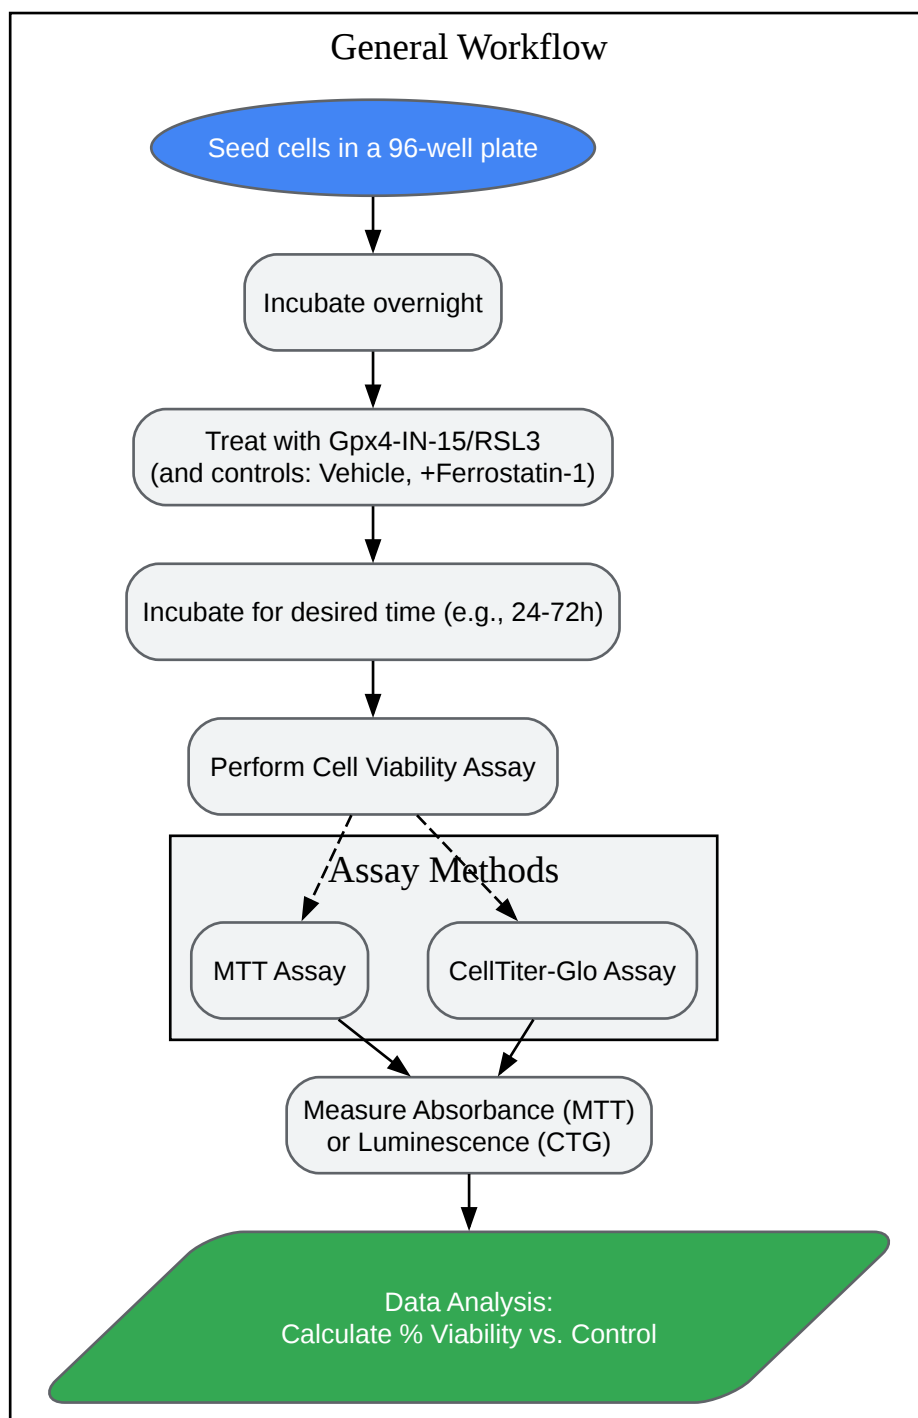 General Workflow
Seed cells in a 96-well plate
Incubate overnight
Treat with Gpx4-IN-15/RSL3
(and controls: Vehicle, +Ferrostatin-1)
Incubate for desired time (e.g., 24-72h)
Perform Cell Viability Assay
Assay Methods
MTT Assay
CellTiter-Glo Assay
Measure Absorbance (MTT)
or Luminescence (CTG)
Data Analysis:
Calculate % Viability vs. Control